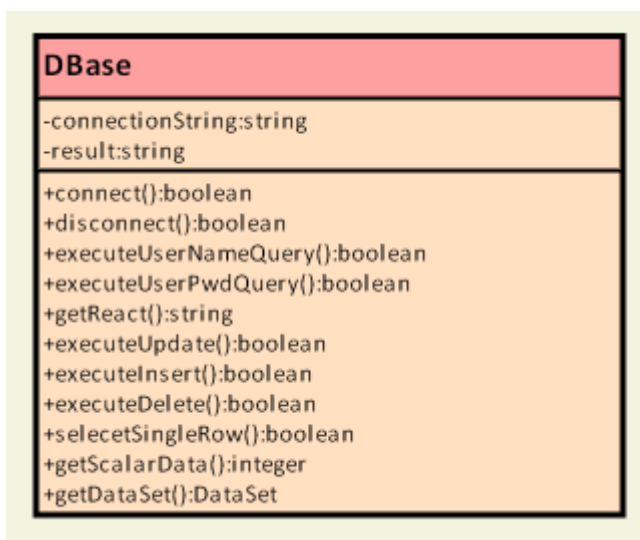 DBase
-connectionString:string
-result:string
+connect():boolean
+disconnect():boolean
+executeUserNameQuery():boolean
+executeUserPwdQuery():boolean
+getReact():string
+executeUpdate():boolean
+executeInsert():boolean
+executeDelete():boolean
+selecetSingleRow():boolean
+getScalarData():integer
+getDataSet():DataSet